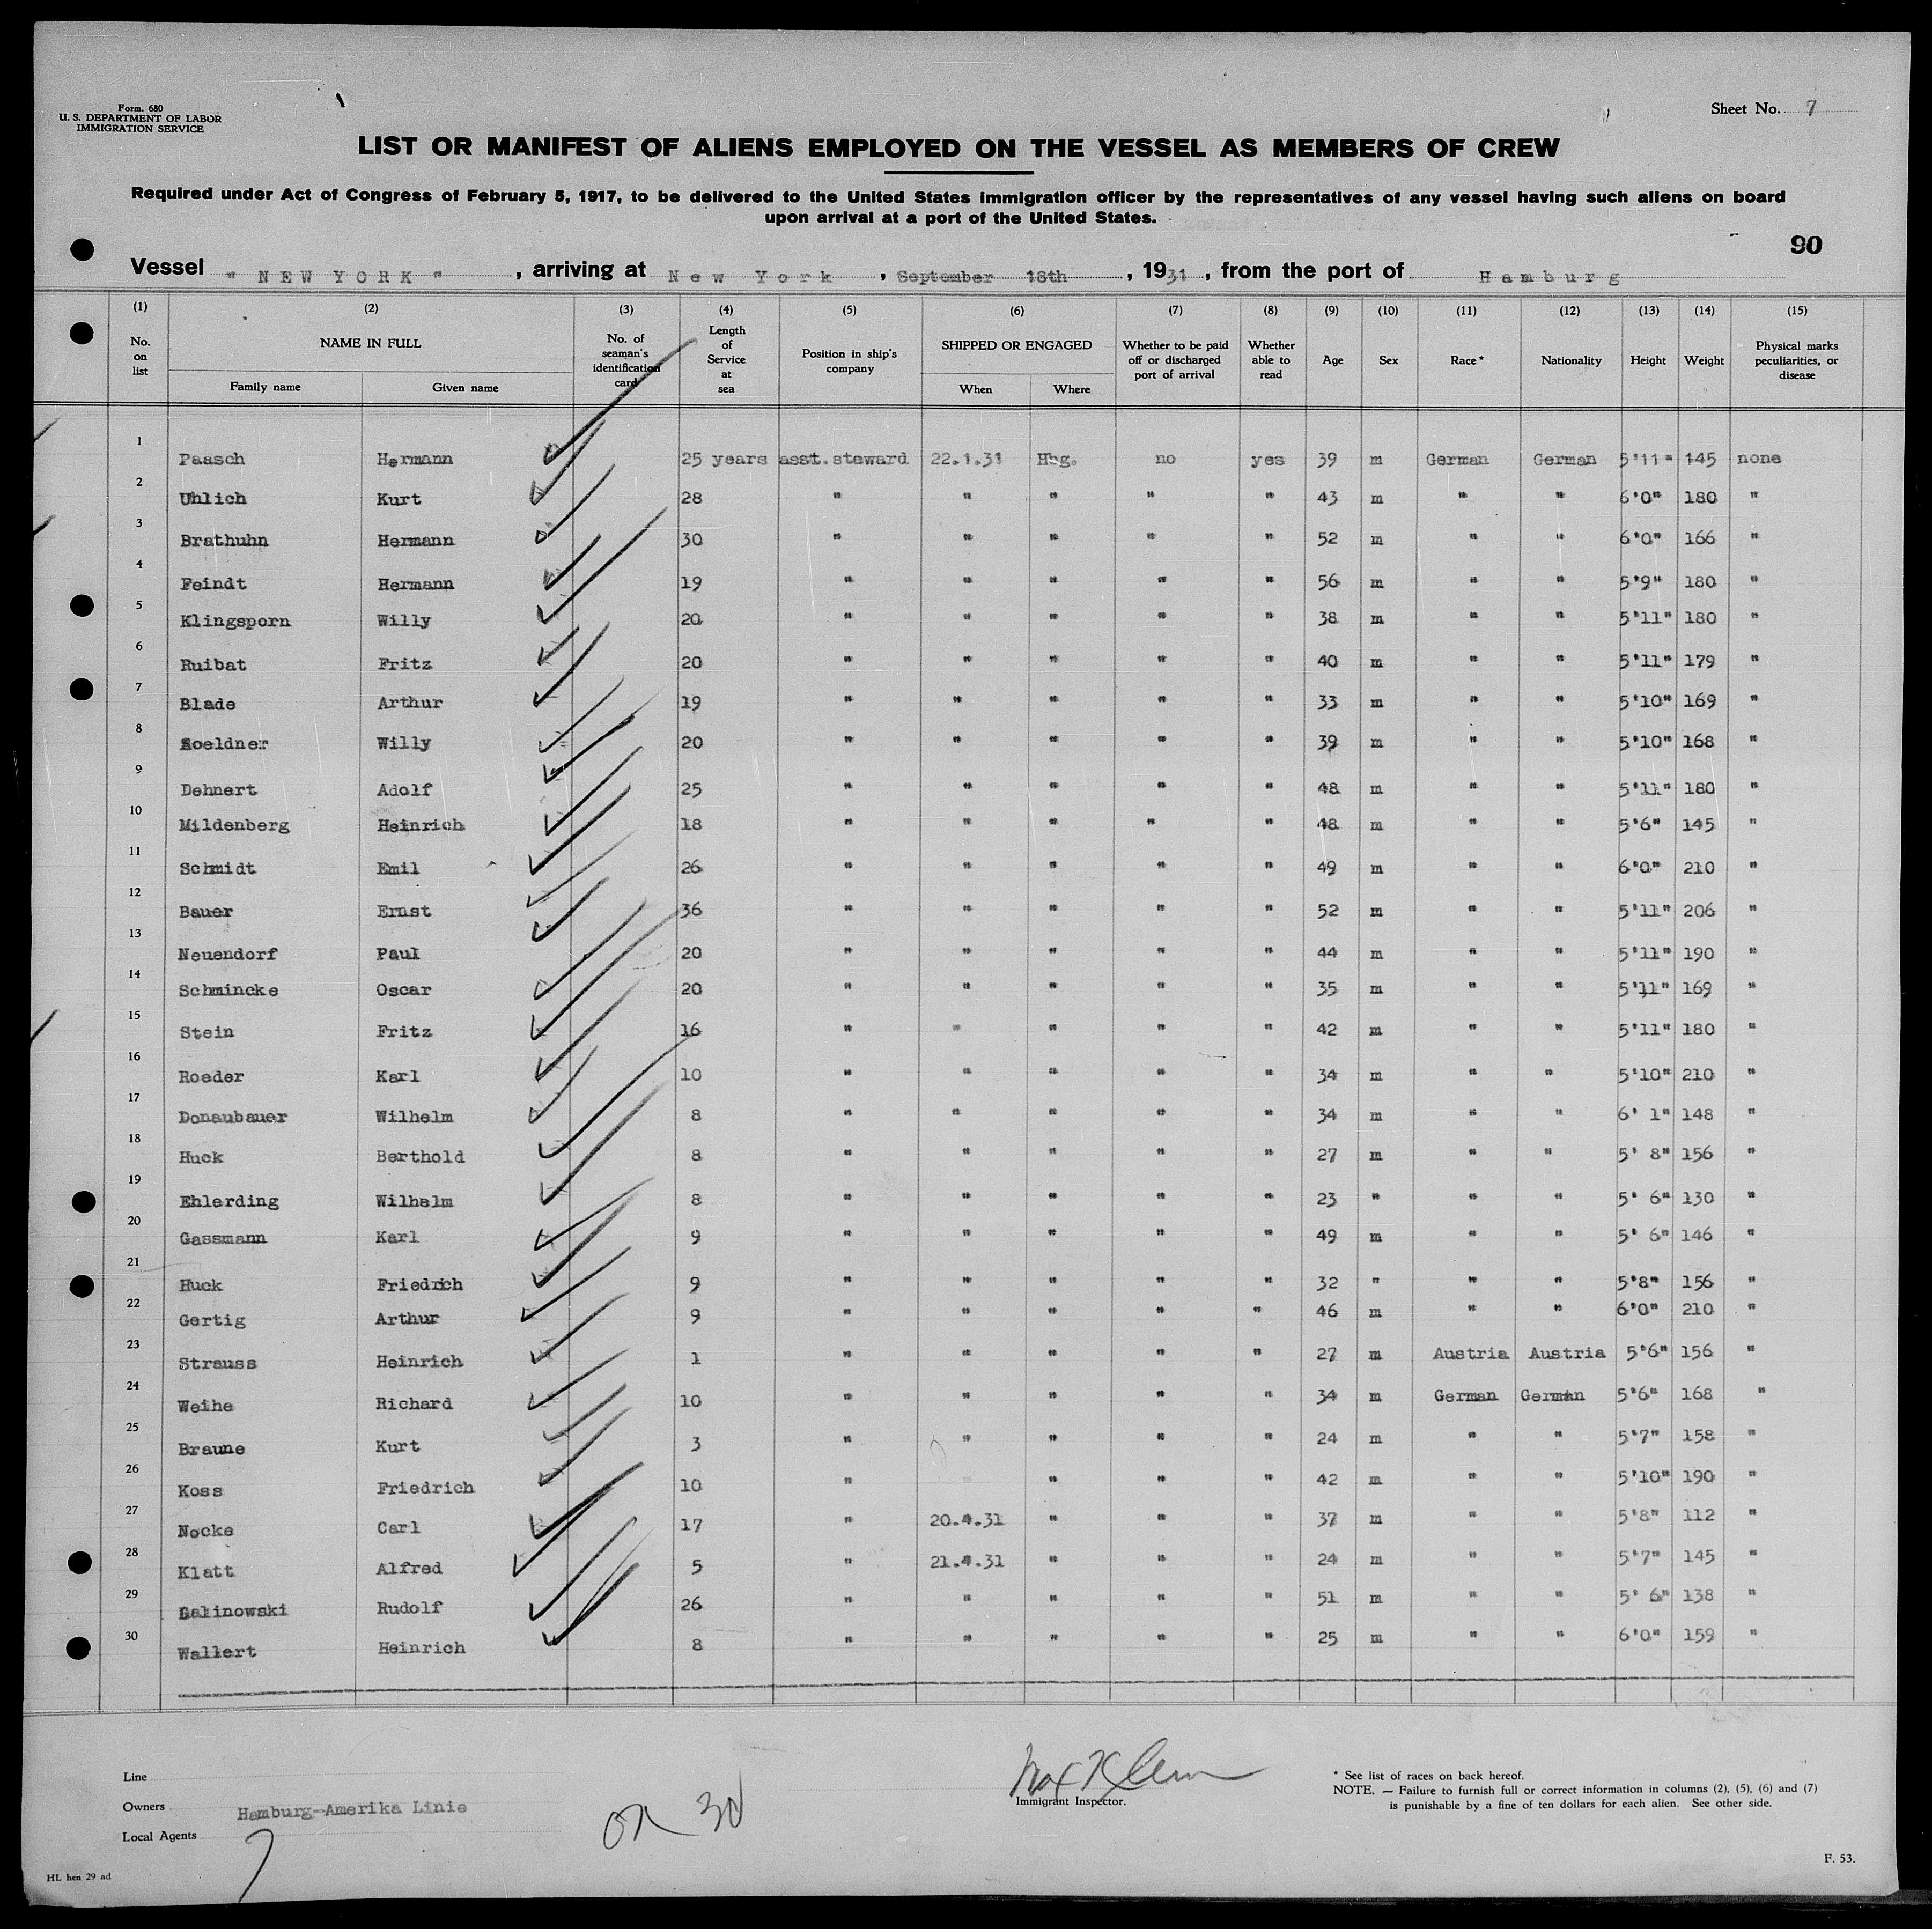 Form. 680
U. S. DEPARTMENT OF LABOR
IMMIGRATION SERVICE
Sheet No. 7
LIST OR MANIFEST OF ALIENS EMPLOYED ON THE VESSEL AS MEMBERS OF CREW
Required under Act of Congress of February 5, 1917, to be delivered to the United States immigration officer by the representatives of any vessel having such aliens on board
upon arrival at a port of the United States.
90
Vessel " NEW YORK " , arriving at New York , September 18th , 1931 , from the port of Hamburg
(1) (2) (3) (4) (5) (6) (7) (8) (9) (10) (11) (12) (13) (14) (15)
No. on list NAME IN FULL Family name Given name No. of seaman's identification card Length of Service at sea Position in ship's company SHIPPED OR ENGAGED When Where Whether to be paid off or discharged port of arrival Whether able to read Age Sex Race* Nationality Height Weight Physical marks peculiarities, or disease
1 Paasch Hermann 25 years asst.steward 22.1.31 Hbg. no yes 39 m German German 5'11" 145 none
2 Uhlich Kurt 28 " " " " " 43 m " " 6'0" 180 "
3 Brathuhn Hermann 30 " " " " " 52 m " " 6'0" 166 "
4 Feindt Hermann 19 " " " " " 56 m " " 5'9" 180 "
5 Klingsporn Willy 20 " " " " " 38 m " " 5'11" 180 "
6 Ruibat Fritz 20 " " " " " 40 m " " 5'11" 179 "
7 Blade Arthur 19 " " " " " 33 m " " 5'10" 169 "
8 Soeldner Willy 20 " " " " " 39 m " " 5'10" 168 "
9 Dehnert Adolf 25 " " " " " 48 m " " 5'11" 180 "
10 Mildenberg Heinrich 18 " " " " " 48 m " " 5'6" 145 "
11 Schmidt Emil 26 " " " " " 49 m " " 6'0" 210 "
12 Bauer Ernst 36 " " " " " 52 m " " 5'11" 206 "
13 Neuendorf Paul 20 " " " " " 44 m " " 5'11" 190 "
14 Schmincke Oscar 20 " " " " " 35 m " " 5'11" 169 "
15 Stein Fritz 16 " " " " " 42 m " " 5'11" 180 "
16 Roeder Karl 10 " " " " " 34 m " " 5'10" 210 "
17 Donaubauer Wilhelm 8 " " " " " 34 m " " 6' 1" 148 "
18 Huck Berthold 8 " " " " " 27 m " " 5' 8" 156 "
19 Ehlerding Wilhelm 8 " " " " " 23 " " " 5' 6" 130 "
20 Gassmann Karl 9 " " " " " 49 m " " 5' 6" 146 "
21 Huck Friedrich 9 " " " " " 32 " " " 5'8" 156 "
22 Gertig Arthur 9 " " " " " 46 m " " 6'0" 210 "
23 Strauss Heinrich 1 " " " " " 27 m Austria Austria 5'6" 156 "
24 Weihe Richard 10 " " " " " 34 m German German 5'6" 168 "
25 Braune Kurt 3 " " " " " 24 m " " 5'7" 158 "
26 Koss Friedrich 10 " " " " " 42 m " " 5'10" 190 "
27 Nocke Carl 17 " 20.4.31 " " " 37 m " " 5'8" 112 "
28 Klatt Alfred 5 " 21.4.31 " " " 24 m " " 5'7" 145 "
29 Galinowski Rudolf 26 " " " " " 51 m " " 5' 6" 138 "
30 Wallert Heinrich 8 " " " " " 25 m " " 6'0" 159 "
Line
Owners Hamburg-Amerika Linie
Local Agents
7
30
Immigrant Inspector.
* See list of races on back hereof.
NOTE. — Failure to furnish full or correct information in columns (2), (5), (6) and (7)
is punishable by a fine of ten dollars for each alien. See other side.
HL hen 29 ad
F. 53.